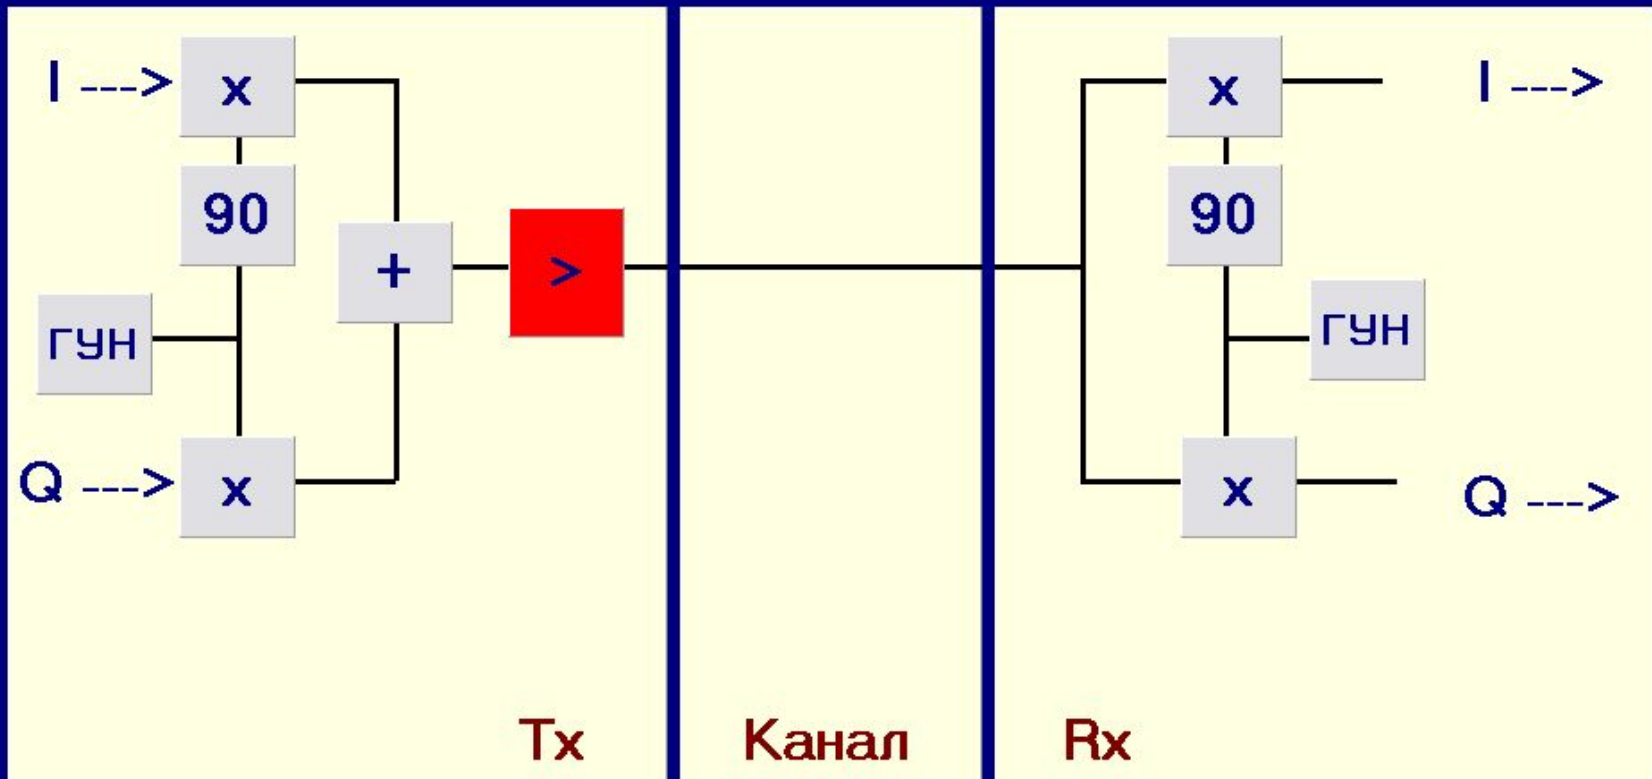 I ---> x
90
+
>
ГУН
Q ---> x
x I --->
90
ГУН
x Q --->
Tx
Канал
Rx